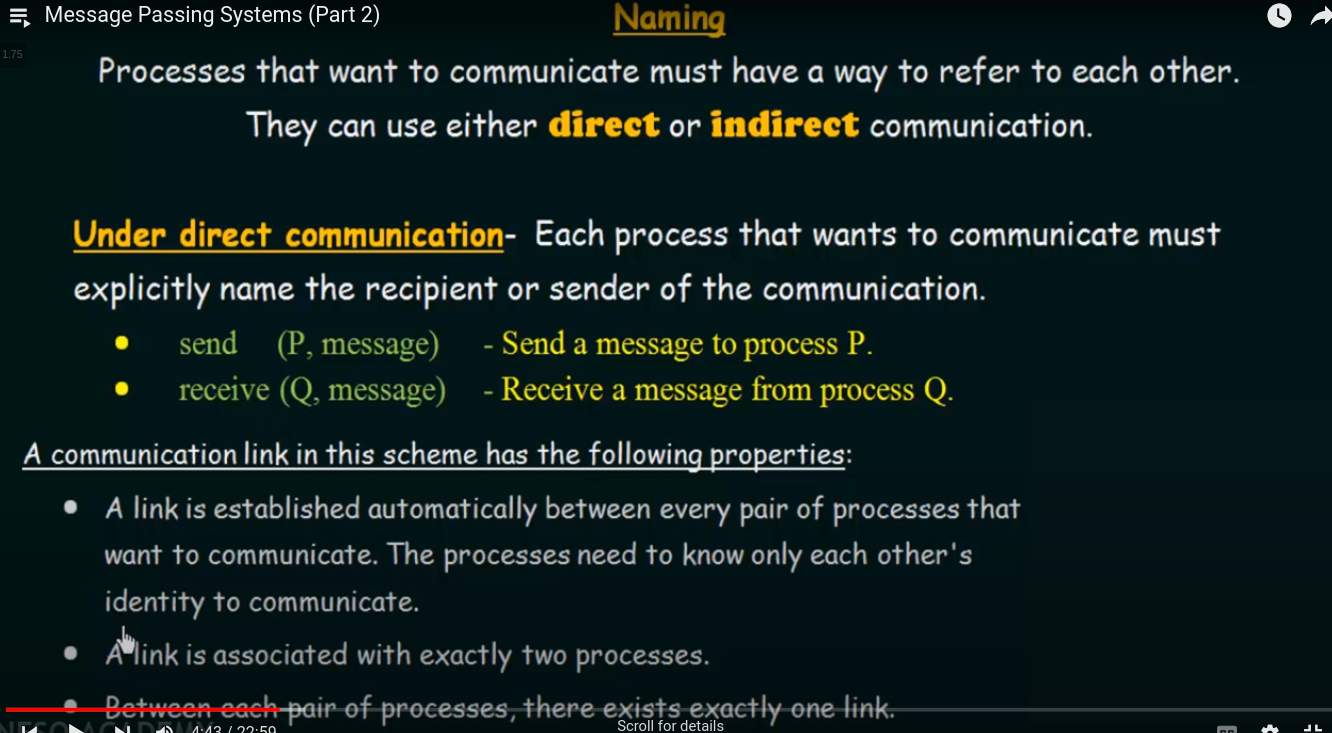 Message Passing Systems (Part 2)
Naming
1.75
Processes that want to communicate must have a way to refer to each other.
They can use either direct or indirect communication.
Under direct communication- Each process that wants to communicate must
explicitly name the recipient or sender of the communication.
• send (P, message) - Send a message to process P.
• receive (Q, message) - Receive a message from process Q.
A communication link in this scheme has the following properties:
• A link is established automatically between every pair of processes that
want to communicate. The processes need to know only each other's
identity to communicate.
• A link is associated with exactly two processes.
• Between each pair of processes, there exists exactly one link.
NESO ACADEMY
4:43 / 22:59
Scroll for details
CC